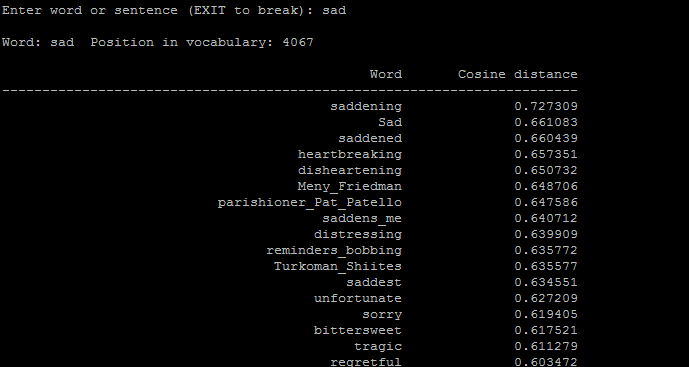 Enter word or sentence (EXIT to break): sad
Word: sad  Position in vocabulary: 4067
Word       Cosine distance
------------------------------------------------------------------------
saddening              0.727309
Sad              0.661083
saddened              0.660439
heartbreaking              0.657351
disheartening              0.650732
Meny_Friedman              0.648706
parishioner_Pat_Patello              0.647586
saddens_me              0.640712
distressing              0.639909
reminders_bobbing              0.635772
Turkoman_Shiites              0.635577
saddest              0.634551
unfortunate              0.627209
sorry              0.619405
bittersweet              0.617521
tragic              0.611279
regretful              0.603472